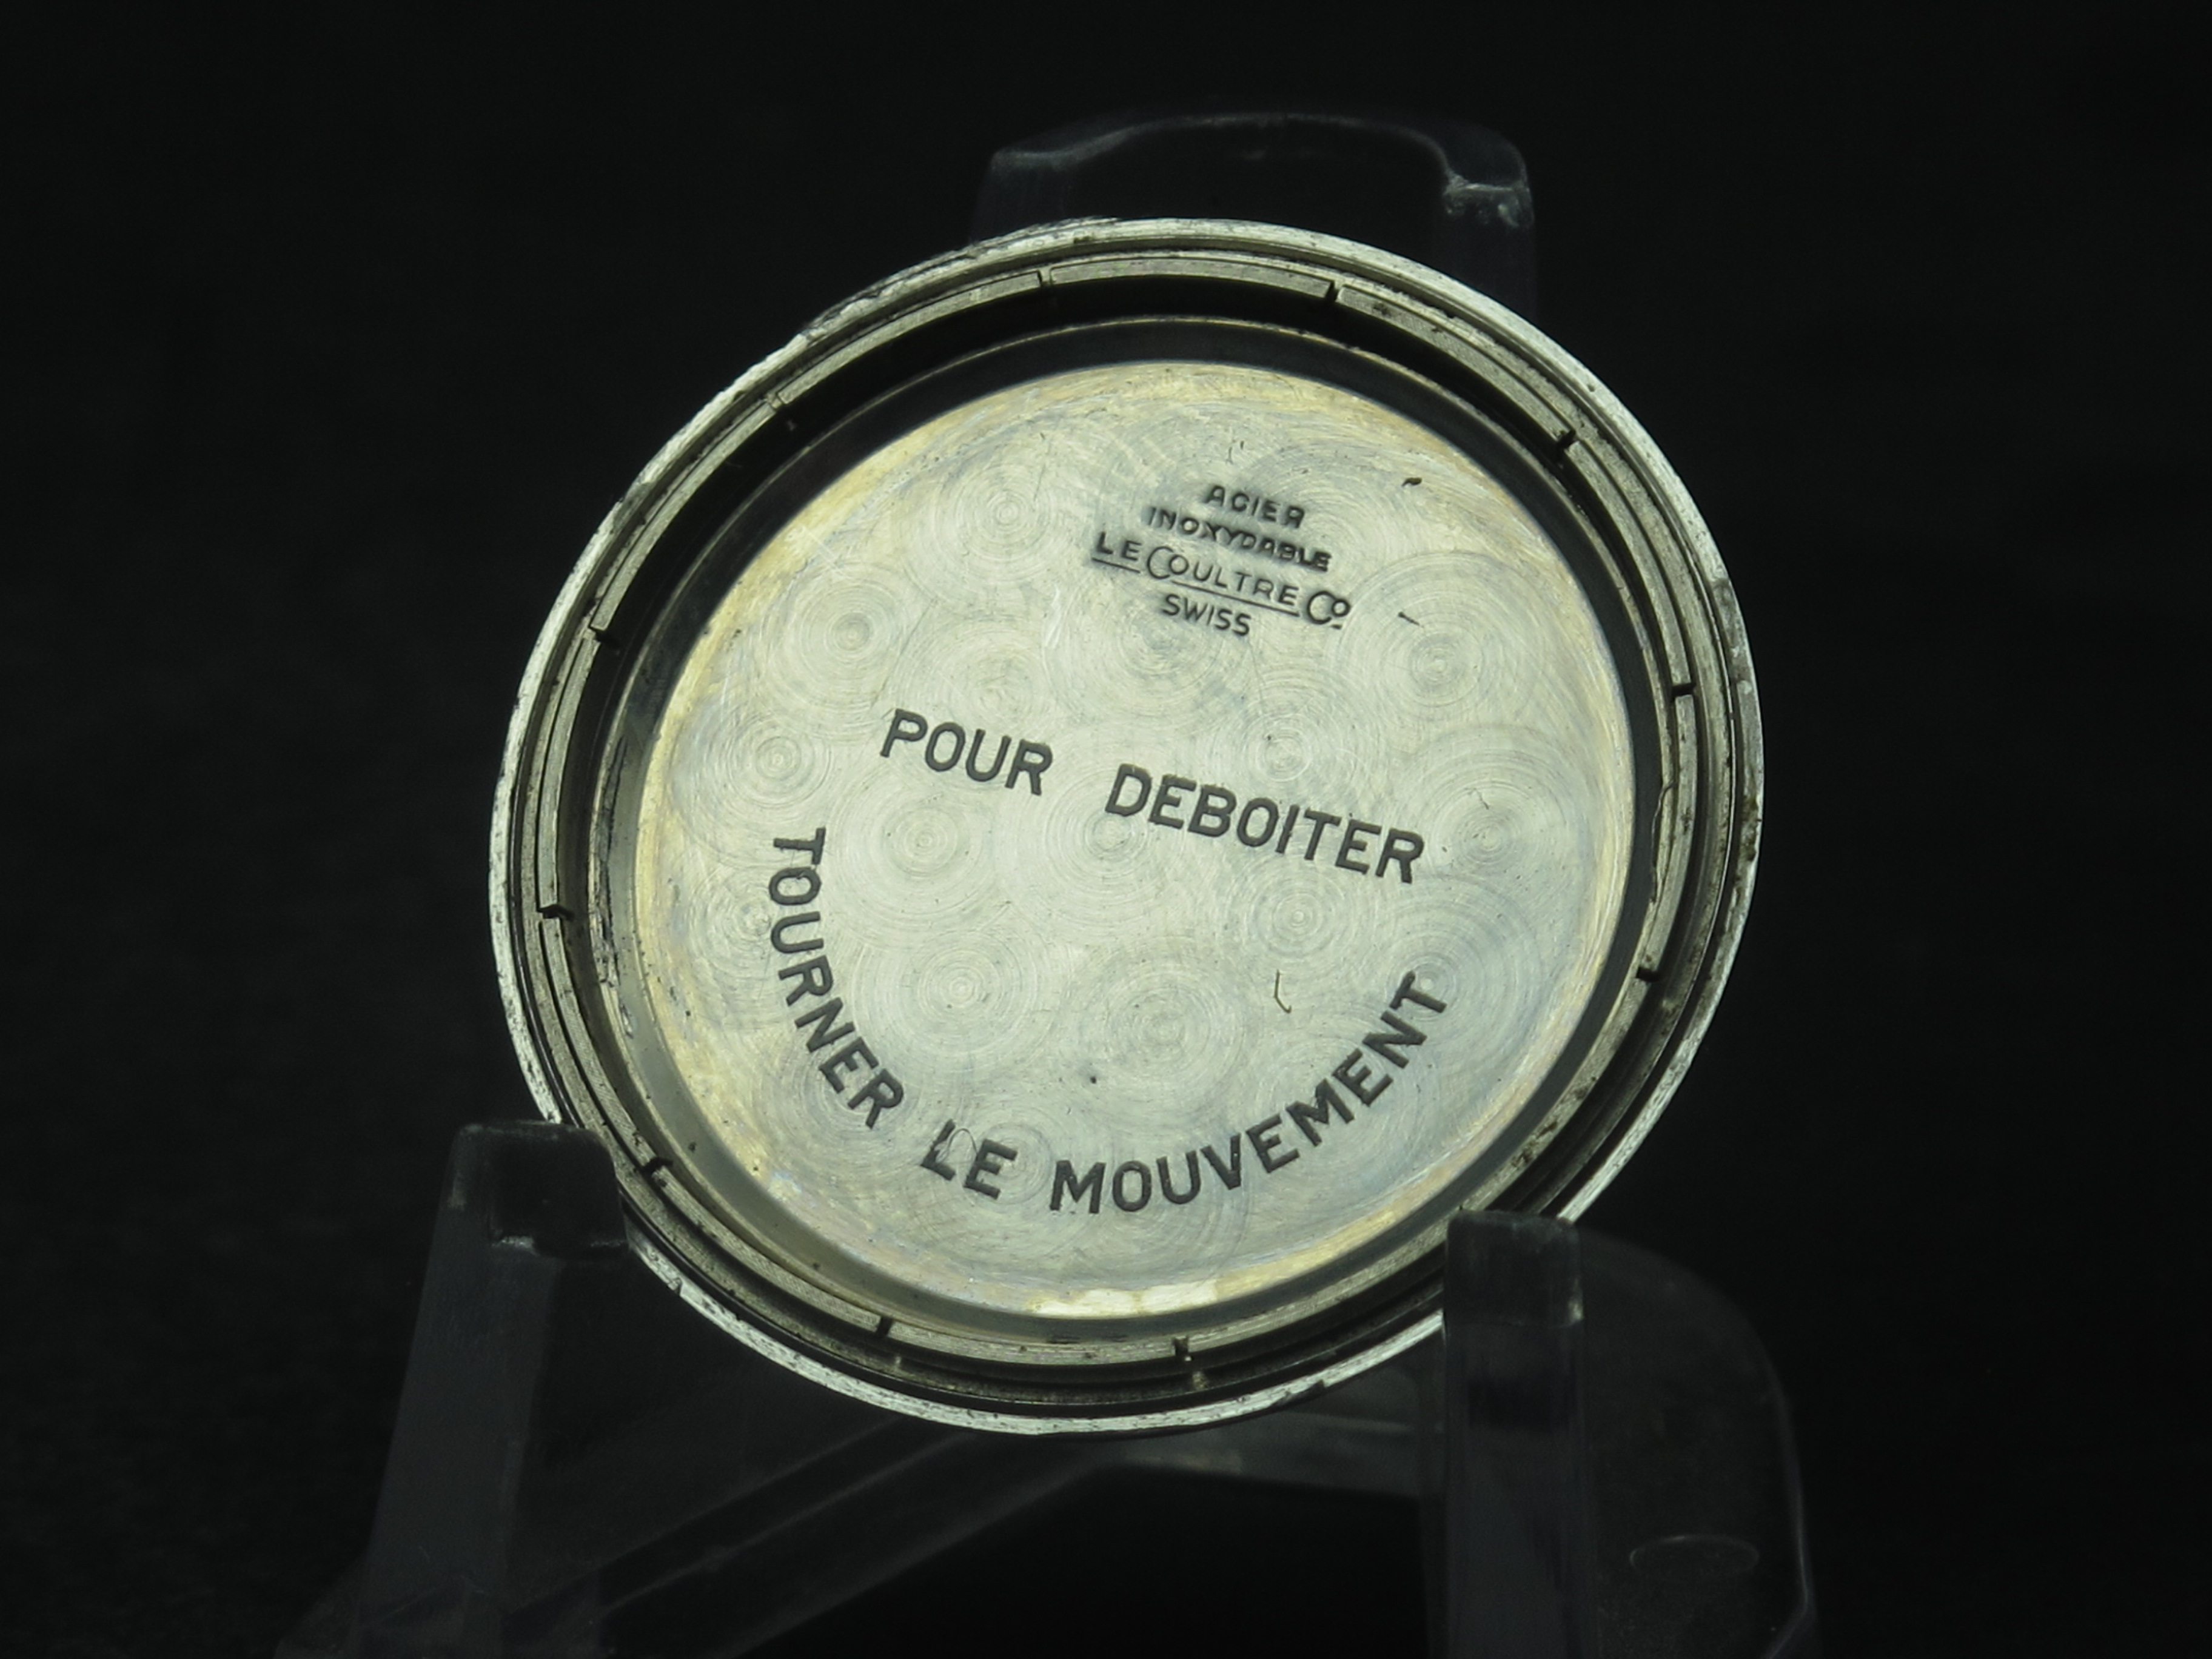 ACIER
INOXYDABLE
LECOULTRE Co
SWISS
POUR DEBOITER
TOURNER LE MOUVEMENT